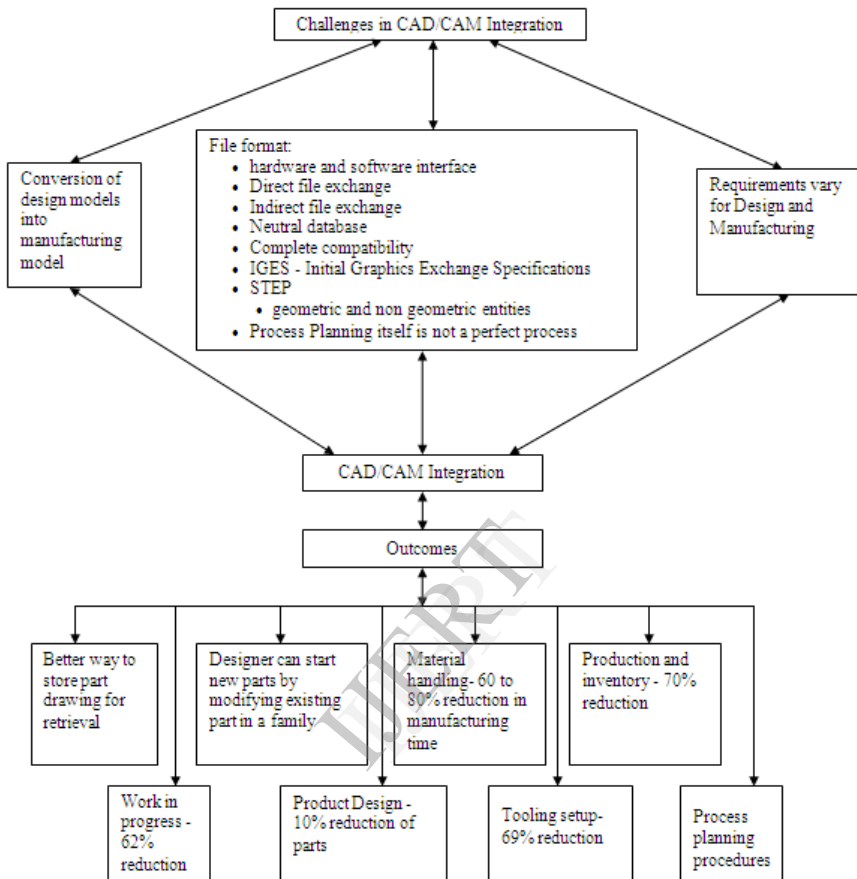 Challenges in CAD/CAM Integration
Conversion of
design models
into
manufacturing
model
File format:
• hardware and software interface
• Direct file exchange
• Indirect file exchange
• Neutral database
• Complete compatibility
• IGES - Initial Graphics Exchange Specifications
• STEP
• geometric and non geometric entities
• Process Planning itself is not a perfect process
Requirements vary
for Design and
Manufacturing
CAD/CAM Integration
Outcomes
IJERT
Better way to
store part
drawing for
retrieval
Designer can start
new parts by
modifying existing
part in a family
Material
handling- 60 to
80% reduction in
manufacturing
time
Production and
inventory - 70%
reduction
Work in
progress -
62%
reduction
Product Design -
10% reduction of
parts
Tooling setup-
69% reduction
Process
planning
procedures